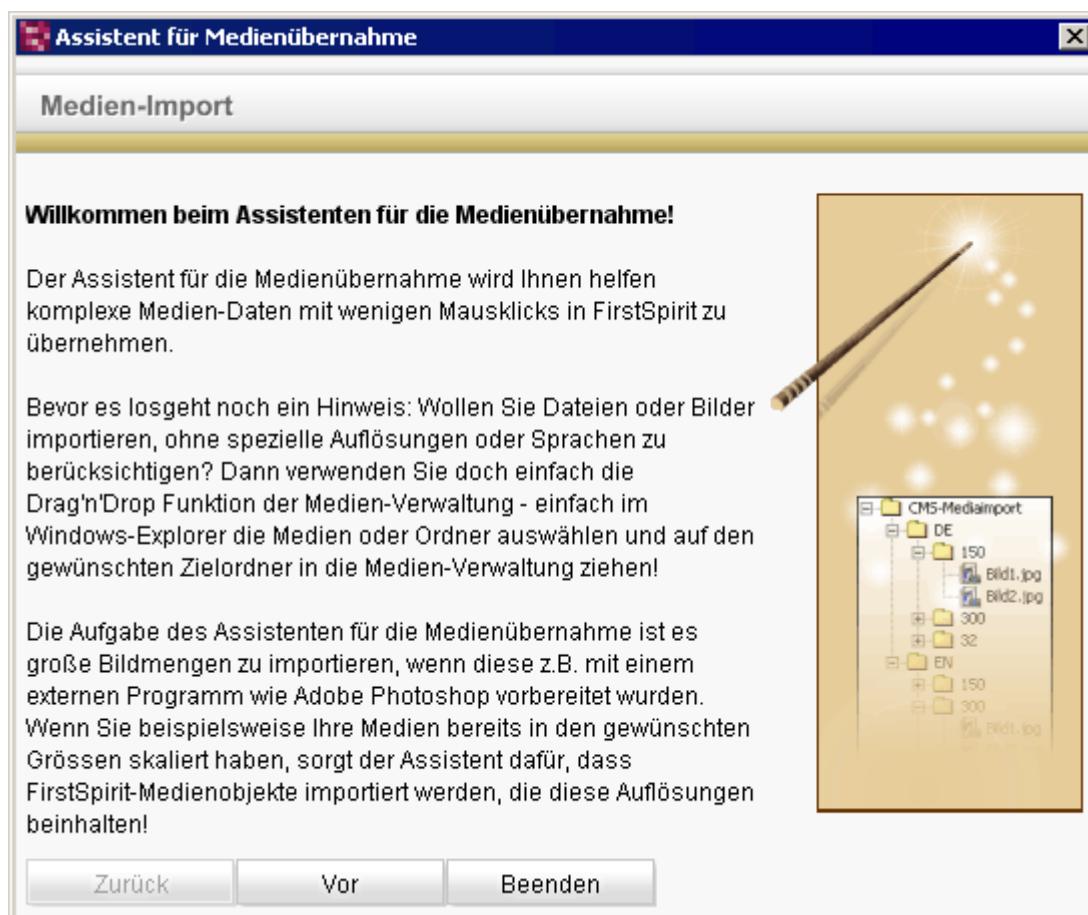 Assistent für Medienübernahme
Medien-Import
Willkommen beim Assistenten für die Medienübernahme!
Der Assistent für die Medienübernahme wird Ihnen helfen
komplexe Medien-Daten mit wenigen Mausklicks in FirstSpirit zu
übernehmen.
Bevor es losgeht noch ein Hinweis: Wollen Sie Dateien oder Bilder
importieren, ohne spezielle Auflösungen oder Sprachen zu
berücksichtigen? Dann verwenden Sie doch einfach die
Drag'n'Drop Funktion der Medien-Verwaltung - einfach im
Windows-Explorer die Medien oder Ordner auswählen und auf den
gewünschten Zielordner in die Medien-Verwaltung ziehen!
Die Aufgabe des Assistenten für die Medienübernahme ist es
große Bildmengen zu importieren, wenn diese z.B. mit einem
externen Programm wie Adobe Photoshop vorbereitet wurden.
Wenn Sie beispielsweise Ihre Medien bereits in den gewünschten
Grössen skaliert haben, sorgt der Assistent dafür, dass
FirstSpirit-Medienobjekte importiert werden, die diese Auflösungen
beinhalten!
CMS-Mediaimport
DE
150
Bild1.jpg
Bild2.jpg
300
32
EN
150
300
Bild1.jpg
Zurück
Vor
Beenden